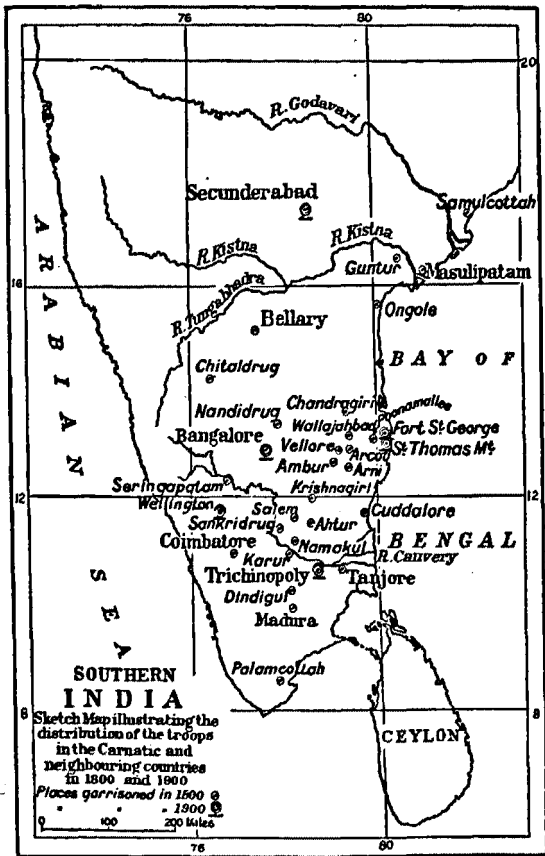 76
80
20
R. Godavari
Secunderabad
Samulcottah
R. Kistna
R. Kistna
Guntur
Masulipatam
16
R. Tungabhadra
Ongole
Bellary
ARABIAN
SEA
BAY OF
BENGAL
Chitaldrug
Chandragiri
Poonamallee
Nandidrug
Wallajahbad
Fort St. George
Bangalore
Vellore
Arcot
St. Thomas Mt.
Ambur
Arni
Seringapatam
Krishnagiri
12
12
Wellington
Salem
Cuddalore
Sankridrug
Ahtur
Coimbatore
Namakul
R. Cauvery
Karur
Trichinopoly
Tanjore
Dindigul
Madura
Palamcottah
8
8
CEYLON
SOUTHERN
INDIA
Sketch Map illustrating the
distribution of the troops
in the Carnatic and
neighbouring countries
in 1800 and 1900
Places garrisoned in 1800
" " " 1900
0 100 200 Miles
76
80